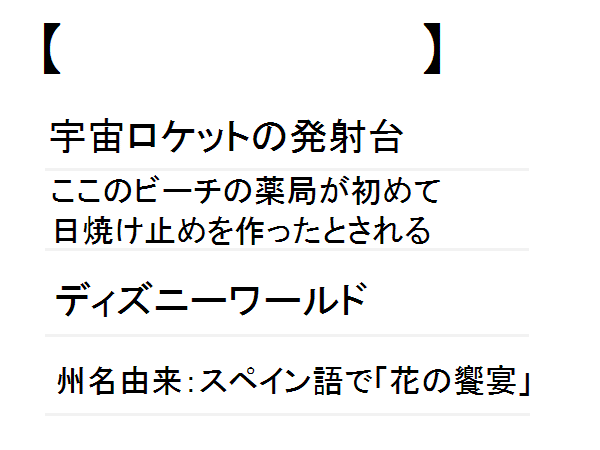 【　　　　　　　】
宇宙ロケットの発射台
ここのビーチの薬局が初めて
日焼け止めを作ったとされる
ディズニーワールド
州名由来：スペイン語で「花の饗宴」